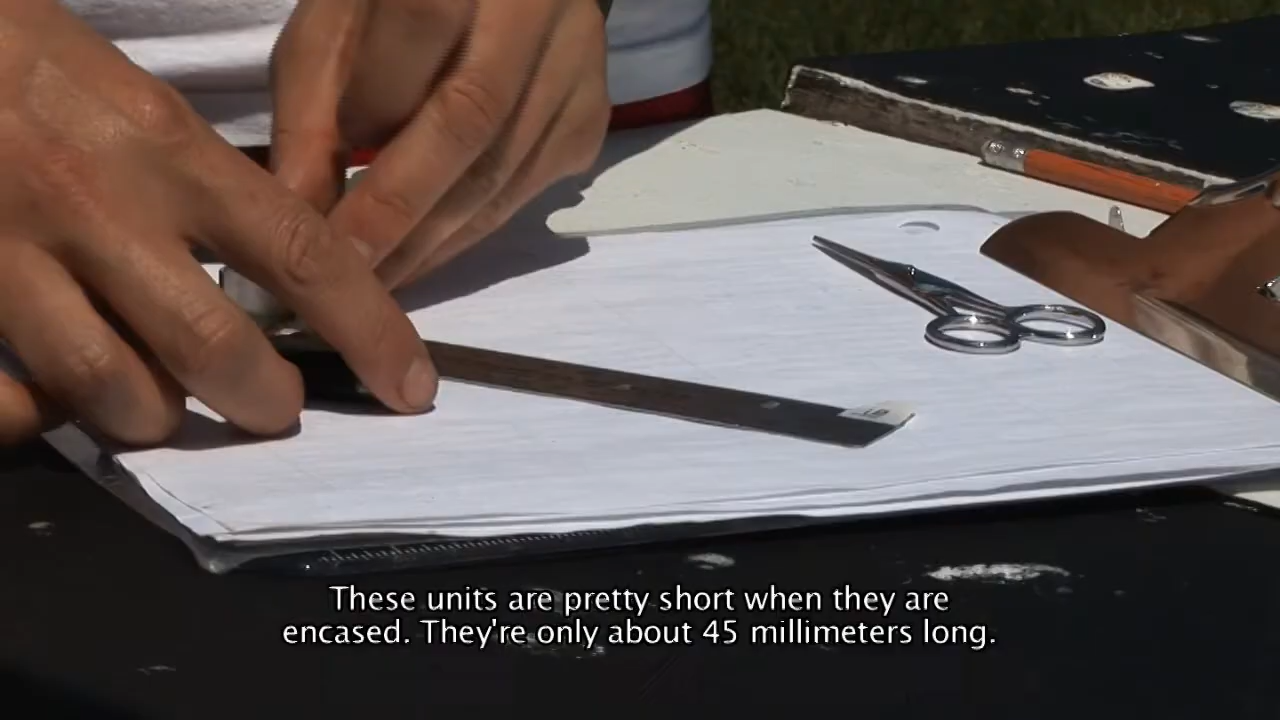 These units are pretty short when they are
encased. They're only about 45 millimeters long.